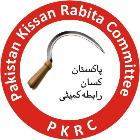 Pakistan Kissan Rabita Committee
پاکستان
کسان
رابطہ کمیٹی
PKRC